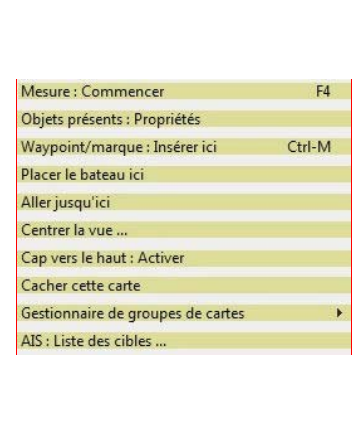 Mesure : Commencer F4
Objets présents : Propriétés
Waypoint/marque : Insérer ici Ctrl-M
Placer le bateau ici
Aller jusqu'ici
Centrer la vue ...
Cap vers le haut : Activer
Cacher cette carte
Gestionnaire de groupes de cartes
AIS : Liste des cibles ...